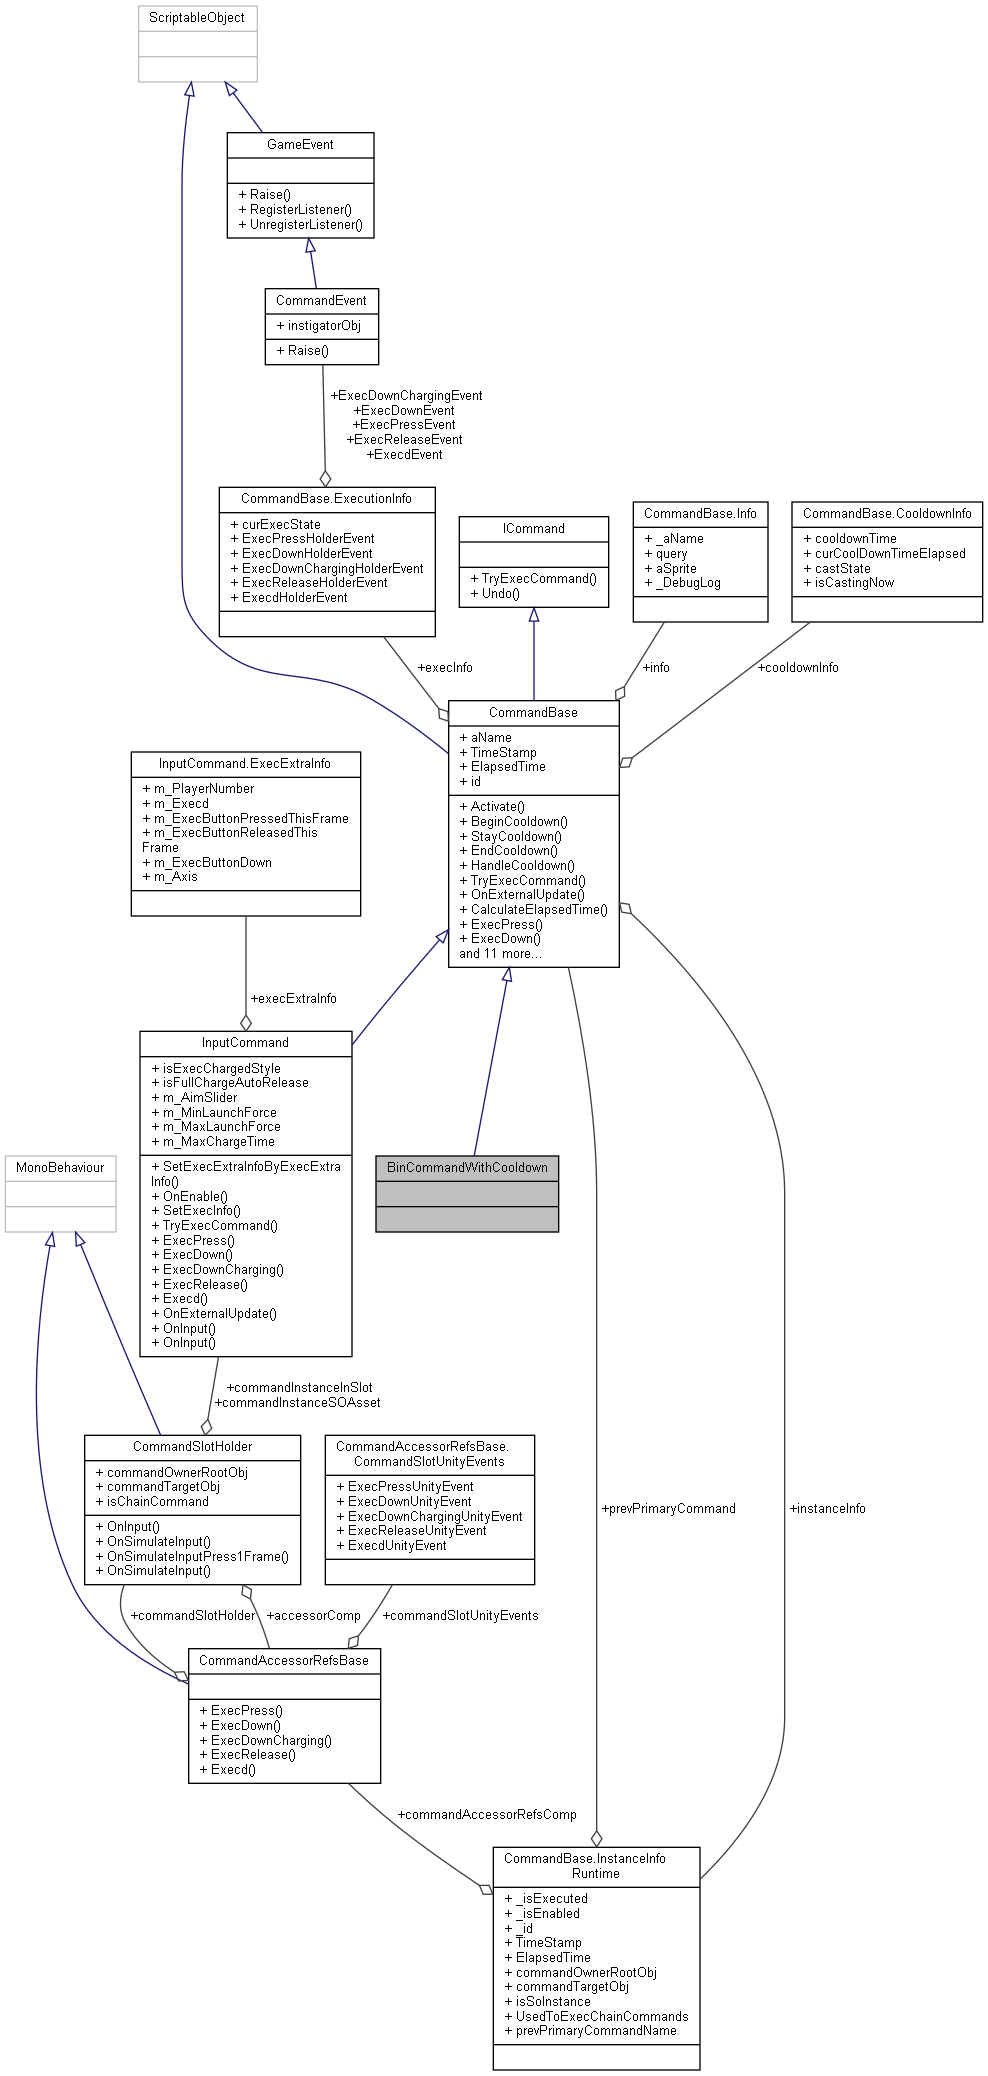 ScriptableObject
GameEvent
+ Raise()
+ RegisterListener()
+ UnregisterListener()
CommandEvent
+ instigatorObj
+ Raise()
+ExecDownChargingEvent
+ExecDownEvent
+ExecPressEvent
+ExecReleaseEvent
+ExecdEvent
CommandBase.ExecutionInfo
+ curExecState
+ ExecPressHolderEvent
+ ExecDownHolderEvent
+ ExecDownChargingHolderEvent
+ ExecReleaseHolderEvent
+ ExecdHolderEvent
ICommand
+ TryExecCommand()
+ Undo()
CommandBase.Info
+ _aName
+ query
+ aSprite
+ _DebugLog
CommandBase.CooldownInfo
+ cooldownTime
+ curCoolDownTimeElapsed
+ castState
+ isCastingNow
+execInfo
+info
+cooldownInfo
CommandBase
+ aName
+ TimeStamp
+ ElapsedTime
+ id
+ Activate()
+ BeginCooldown()
+ StayCooldown()
+ EndCooldown()
+ HandleCooldown()
+ TryExecCommand()
+ OnExternalUpdate()
+ CalculateElapsedTime()
+ ExecPress()
+ ExecDown()
and 11 more...
InputCommand.ExecExtraInfo
+ m_PlayerNumber
+ m_Execd
+ m_ExecButtonPressedThisFrame
+ m_ExecButtonReleasedThis
Frame
+ m_ExecButtonDown
+ m_Axis
+execExtraInfo
InputCommand
+ isExecChargedStyle
+ isFullChargeAutoRelease
+ m_AimSlider
+ m_MinLaunchForce
+ m_MaxLaunchForce
+ m_MaxChargeTime
+ SetExecExtraInfoByExecExtra
Info()
+ OnEnable()
+ SetExecInfo()
+ TryExecCommand()
+ ExecPress()
+ ExecDown()
+ ExecDownCharging()
+ ExecRelease()
+ Execd()
+ OnExternalUpdate()
+ OnInput()
+ OnInput()
MonoBehaviour
BinCommandWithCooldown
+commandInstanceInSlot
+commandInstanceSOAsset
CommandSlotHolder
+ commandOwnerRootObj
+ commandTargetObj
+ isChainCommand
+ OnInput()
+ OnSimulateInput()
+ OnSimulateInputPress1Frame()
+ OnSimulateInput()
CommandAccessorRefsBase.
CommandSlotUnityEvents
+ ExecPressUnityEvent
+ ExecDownUnityEvent
+ ExecDownChargingUnityEvent
+ ExecReleaseUnityEvent
+ ExecdUnityEvent
+prevPrimaryCommand
+instanceInfo
+commandSlotHolder
+accessorComp
+commandSlotUnityEvents
CommandAccessorRefsBase
+ ExecPress()
+ ExecDown()
+ ExecDownCharging()
+ ExecRelease()
+ Execd()
+commandAccessorRefsComp
CommandBase.InstanceInfo
Runtime
+ _isExecuted
+ _isEnabled
+ _id
+ TimeStamp
+ ElapsedTime
+ commandOwnerRootObj
+ commandTargetObj
+ isSoInstance
+ UsedToExecChainCommands
+ prevPrimaryCommandName